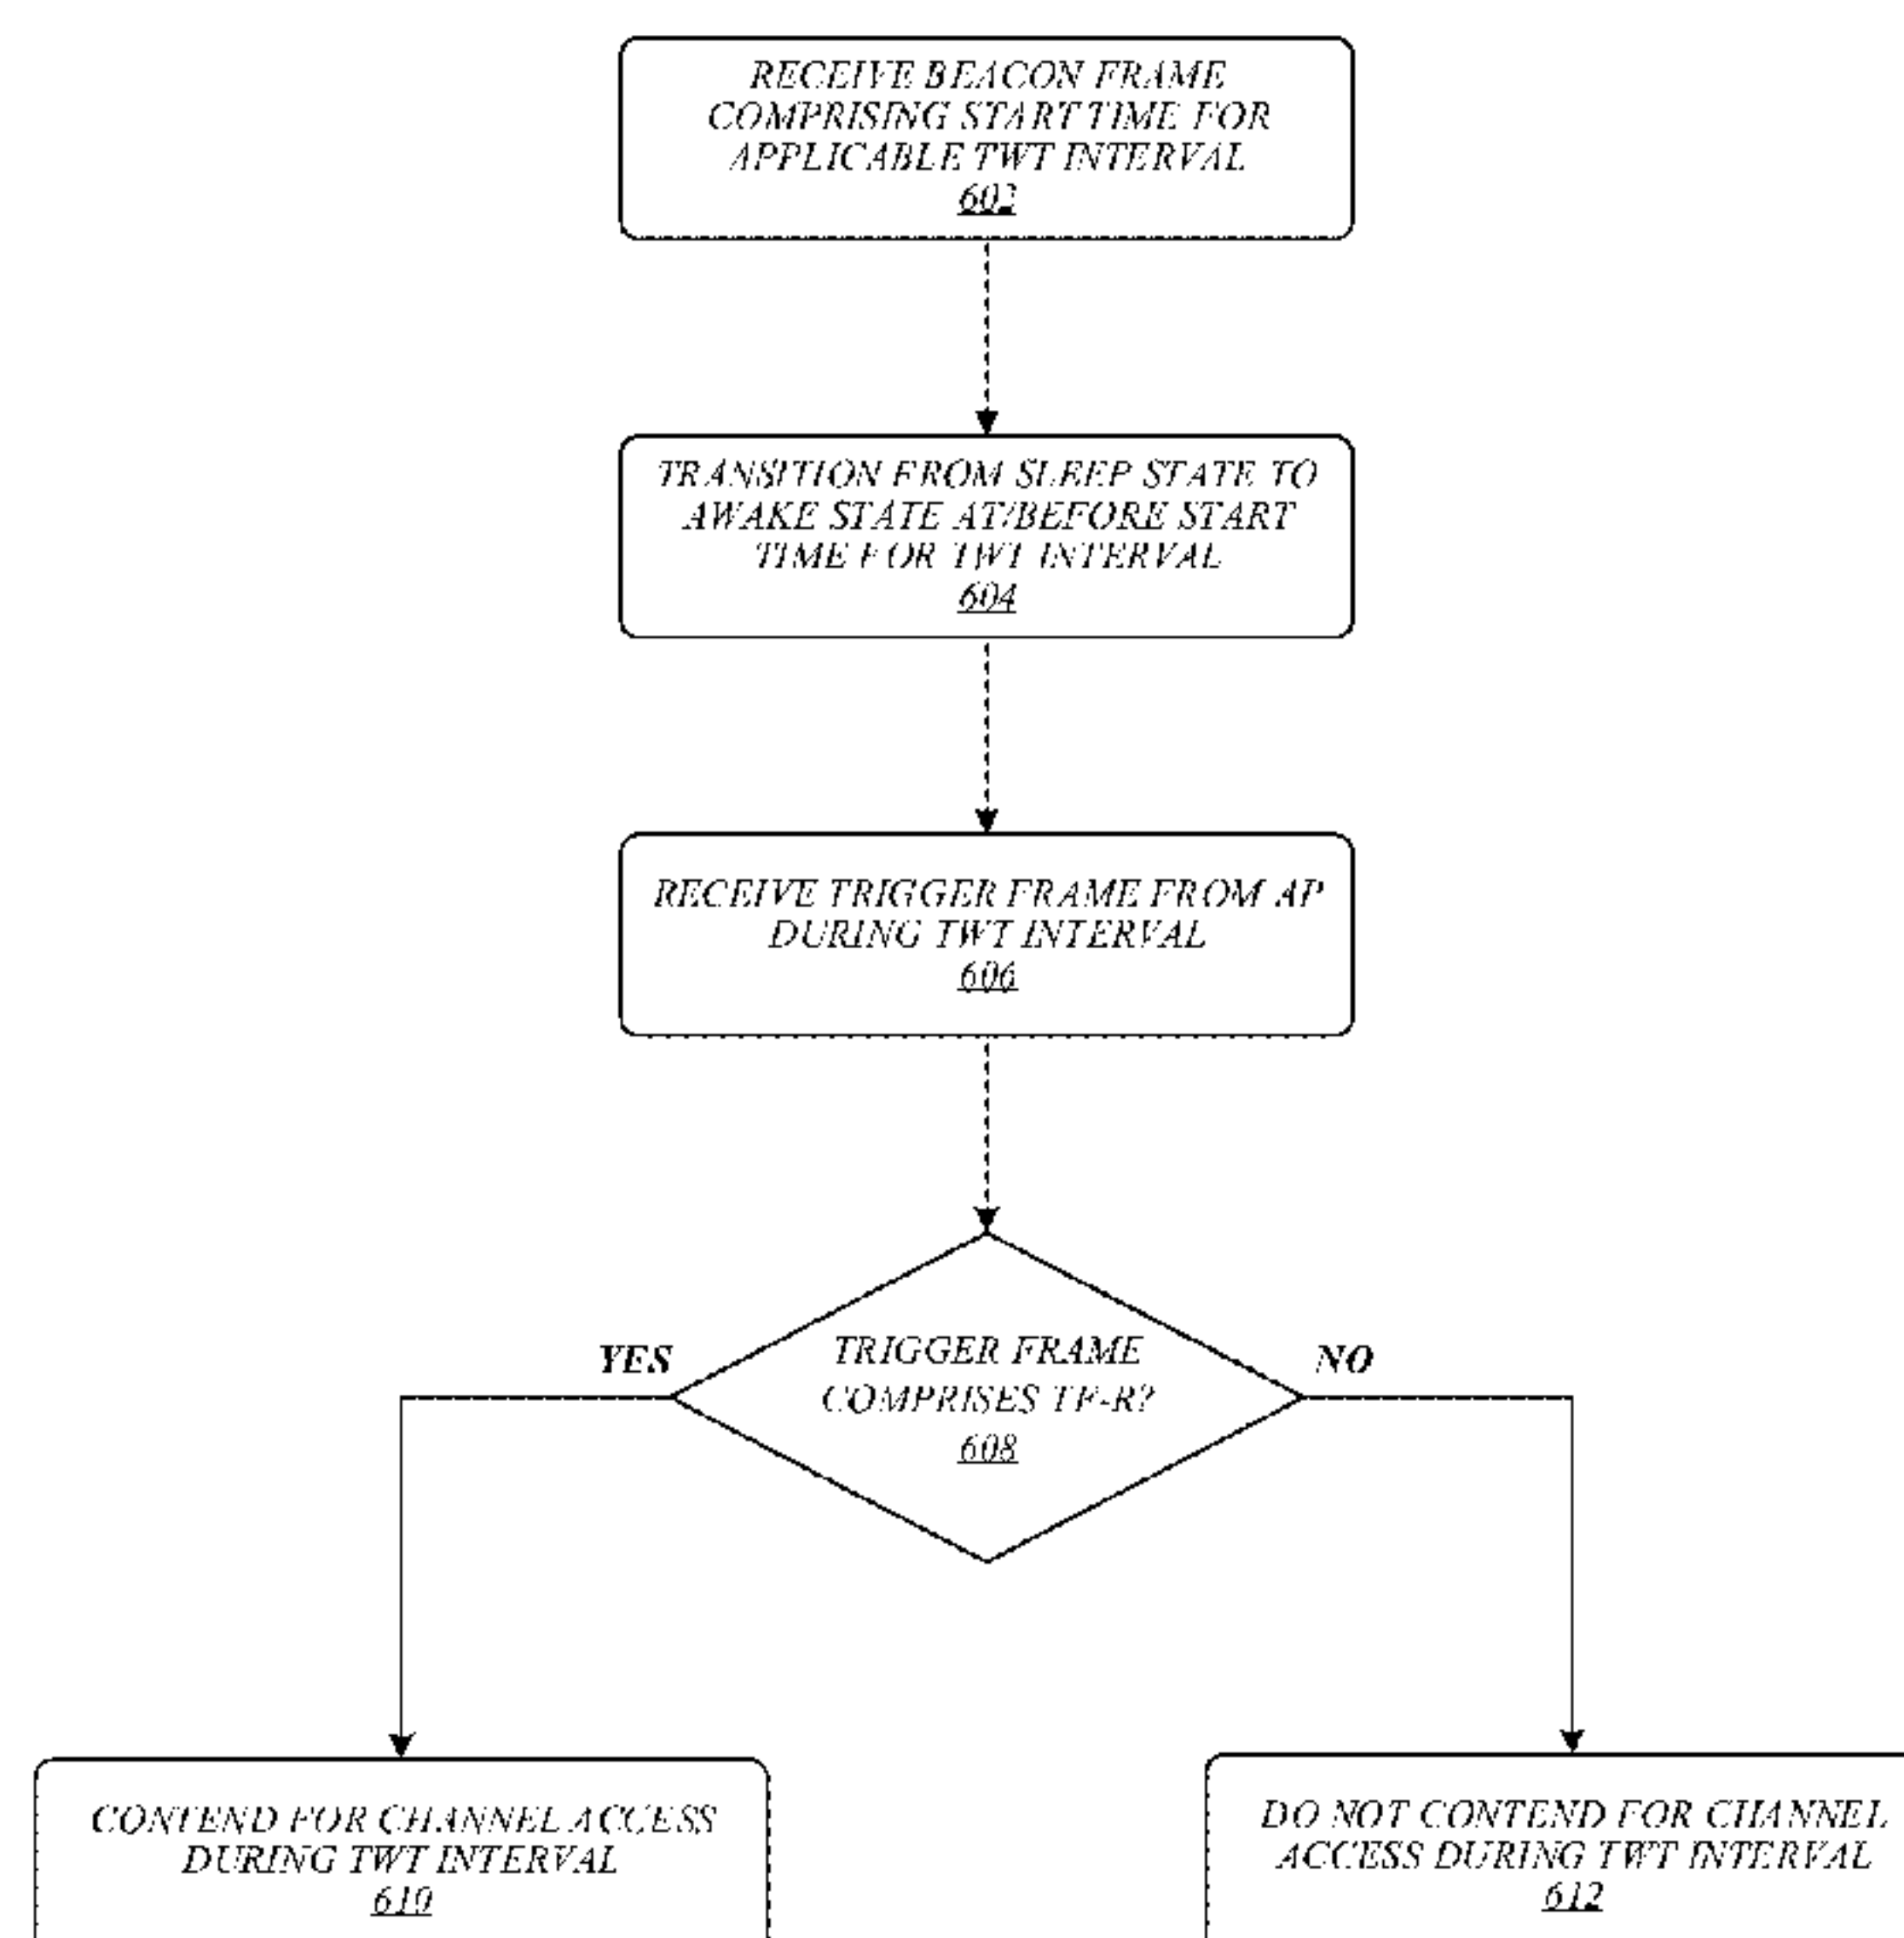 RECEIVE BEACON FRAME
COMPRISING START TIME FOR
APPLICABLE TWT INTERVAL
602
TRANSITION FROM SLEEP STATE TO
AWAKE STATE AT/BEFORE START
TIME FOR TWT INTERVAL
604
RECEIVE TRIGGER FRAME FROM AP
DURING TWT INTERVAL
606
TRIGGER FRAME
COMPRISES TF-R?
608
YES
NO
CONTEND FOR CHANNEL ACCESS
DURING TWT INTERVAL
610
DO NOT CONTEND FOR CHANNEL
ACCESS DURING TWT INTERVAL
612